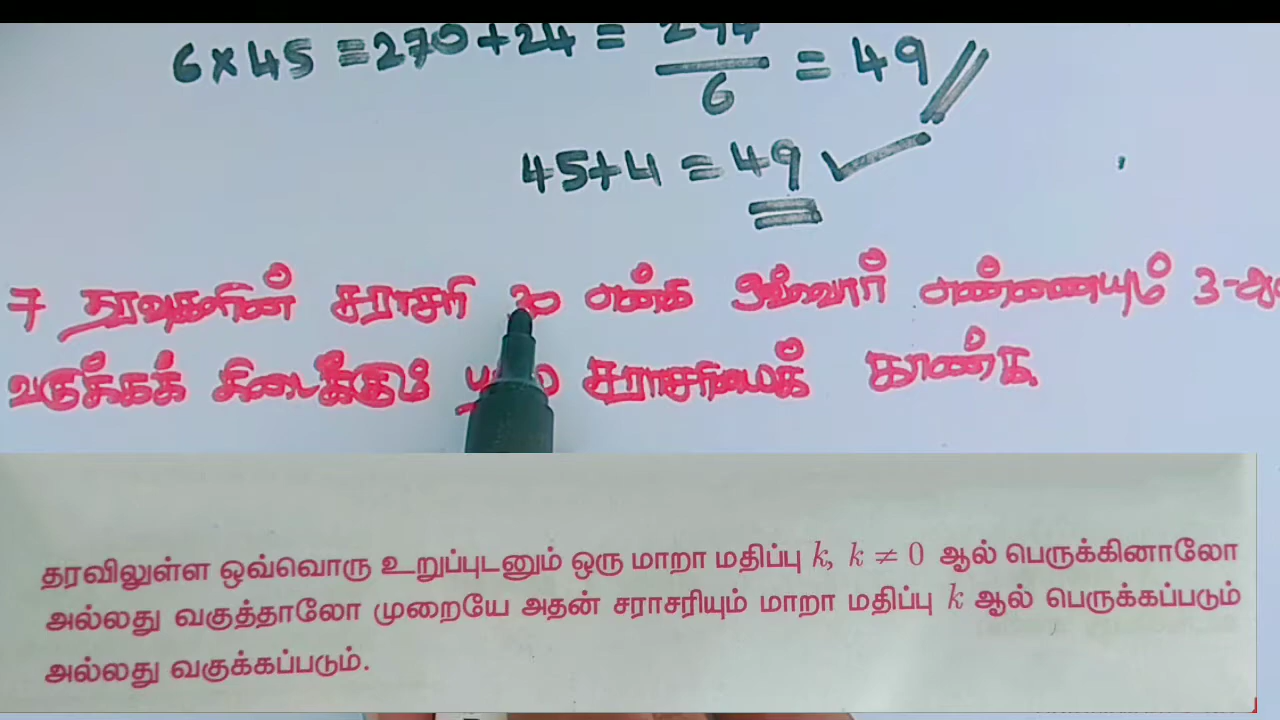 6×45 =270+24 = 294/6 = 49
45+4 = 49
7 தரவுகளின் சராசரி 30 எனக ஒவ்வொர் எண்ணையும் 3-ஆ
வகுக்கக் கிடைக்கும் சராசரிமைக் காண்க.
தரவிலுள்ள ஒவ்வொரு உறுப்புடனும் ஒரு மாறா மதிப்பு k, k ≠ 0 ஆல் பெருக்கினாலோ
அல்லது வகுத்தாலோ முறையே அதன் சராசரியும் மாறா மதிப்பு k ஆல் பெருக்கப்படும்
அல்லது வகுக்கப்படும்.